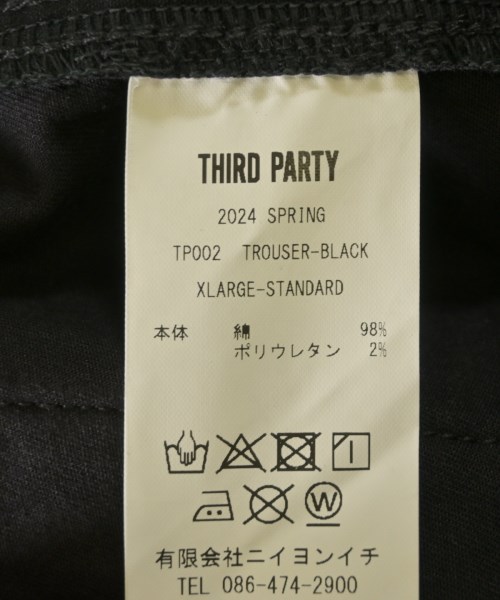 THIRD PARTY
2024 SPRING
TP002 TROUSER-BLACK
XLARGE-STANDARD
本体 綿 98%
ポリウレタン 2%
W
有限会社ニイヨンイチ
TEL 086-474-2900